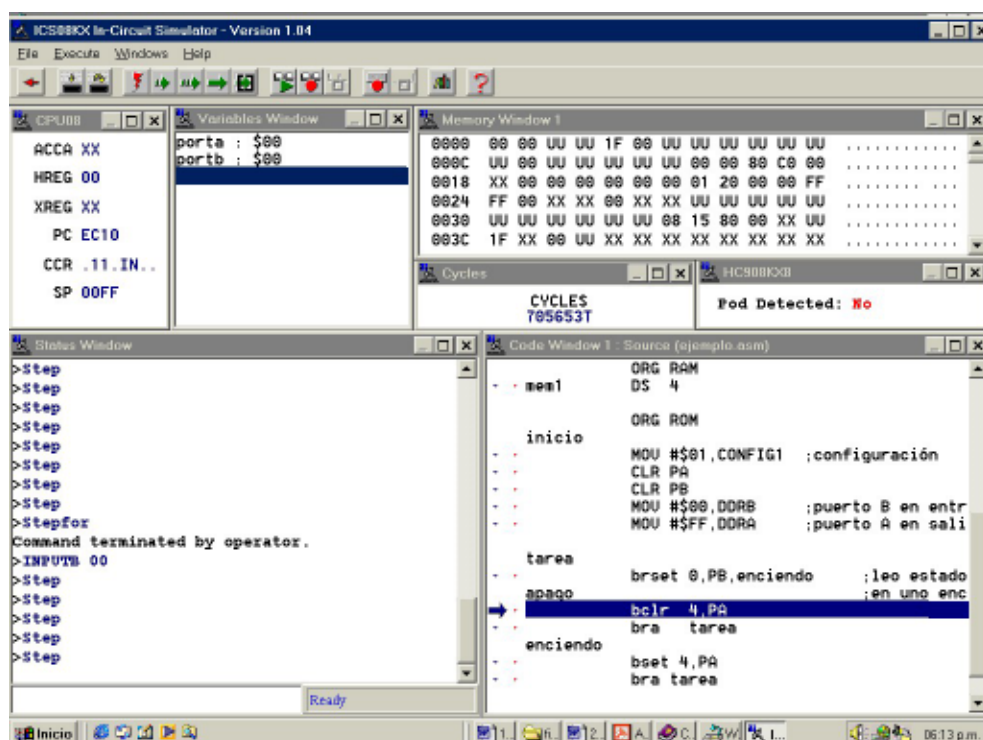 ICS08KX In-Circuit Simulator - Version 1.04
File Execute Windows Help
CPU08
ACCA XX
HREG 00
XREG XX
PC EC10
CCR .11.IN..
SP 00FF
Variables Window
porta : $00
portb : $00
Memory Window 1
0000 00 00 UU UU 1F 00 UU UU UU UU UU UU ............
000C UU 00 UU UU UU UU UU 00 00 80 C0 00 ............
0018 XX 00 00 00 00 00 00 01 20 00 00 FF ........ ...
0024 FF 00 XX XX 00 XX XX UU UU UU UU UU ............
0030 UU UU UU UU UU UU 08 15 80 00 XX UU ............
003C 1F XX 00 UU XX XX XX XX XX XX XX XX ............
Cycles
CYCLES
705653T
HC908KX8
Pod Detected: No
Status Window
>Step
>Step
>Step
>Step
>Step
>Step
>Step
>Step
>Stepfor
Command terminated by operator.
>INPUTB 00
>Step
>Step
>Step
>Step
>Step
Ready
Code Window 1 : Source (ejemplo.asm)
ORG RAM
mem1 DS 4
ORG ROM
inicio
MOV #$01,CONFIG1 ;configuración
CLR PA
CLR PB
MOV #$00,DDRB ;puerto B en entr
MOV #$FF,DDRA ;puerto A en sali
tarea
brset 0,PB,enciendo ;leo estado
apago ;en uno enc
bclr 4,PA
bra tarea
enciendo
bset 4,PA
bra tarea
Inicio
1.. 6.. 2.. A.. C.. W I...
06:13 p.m.